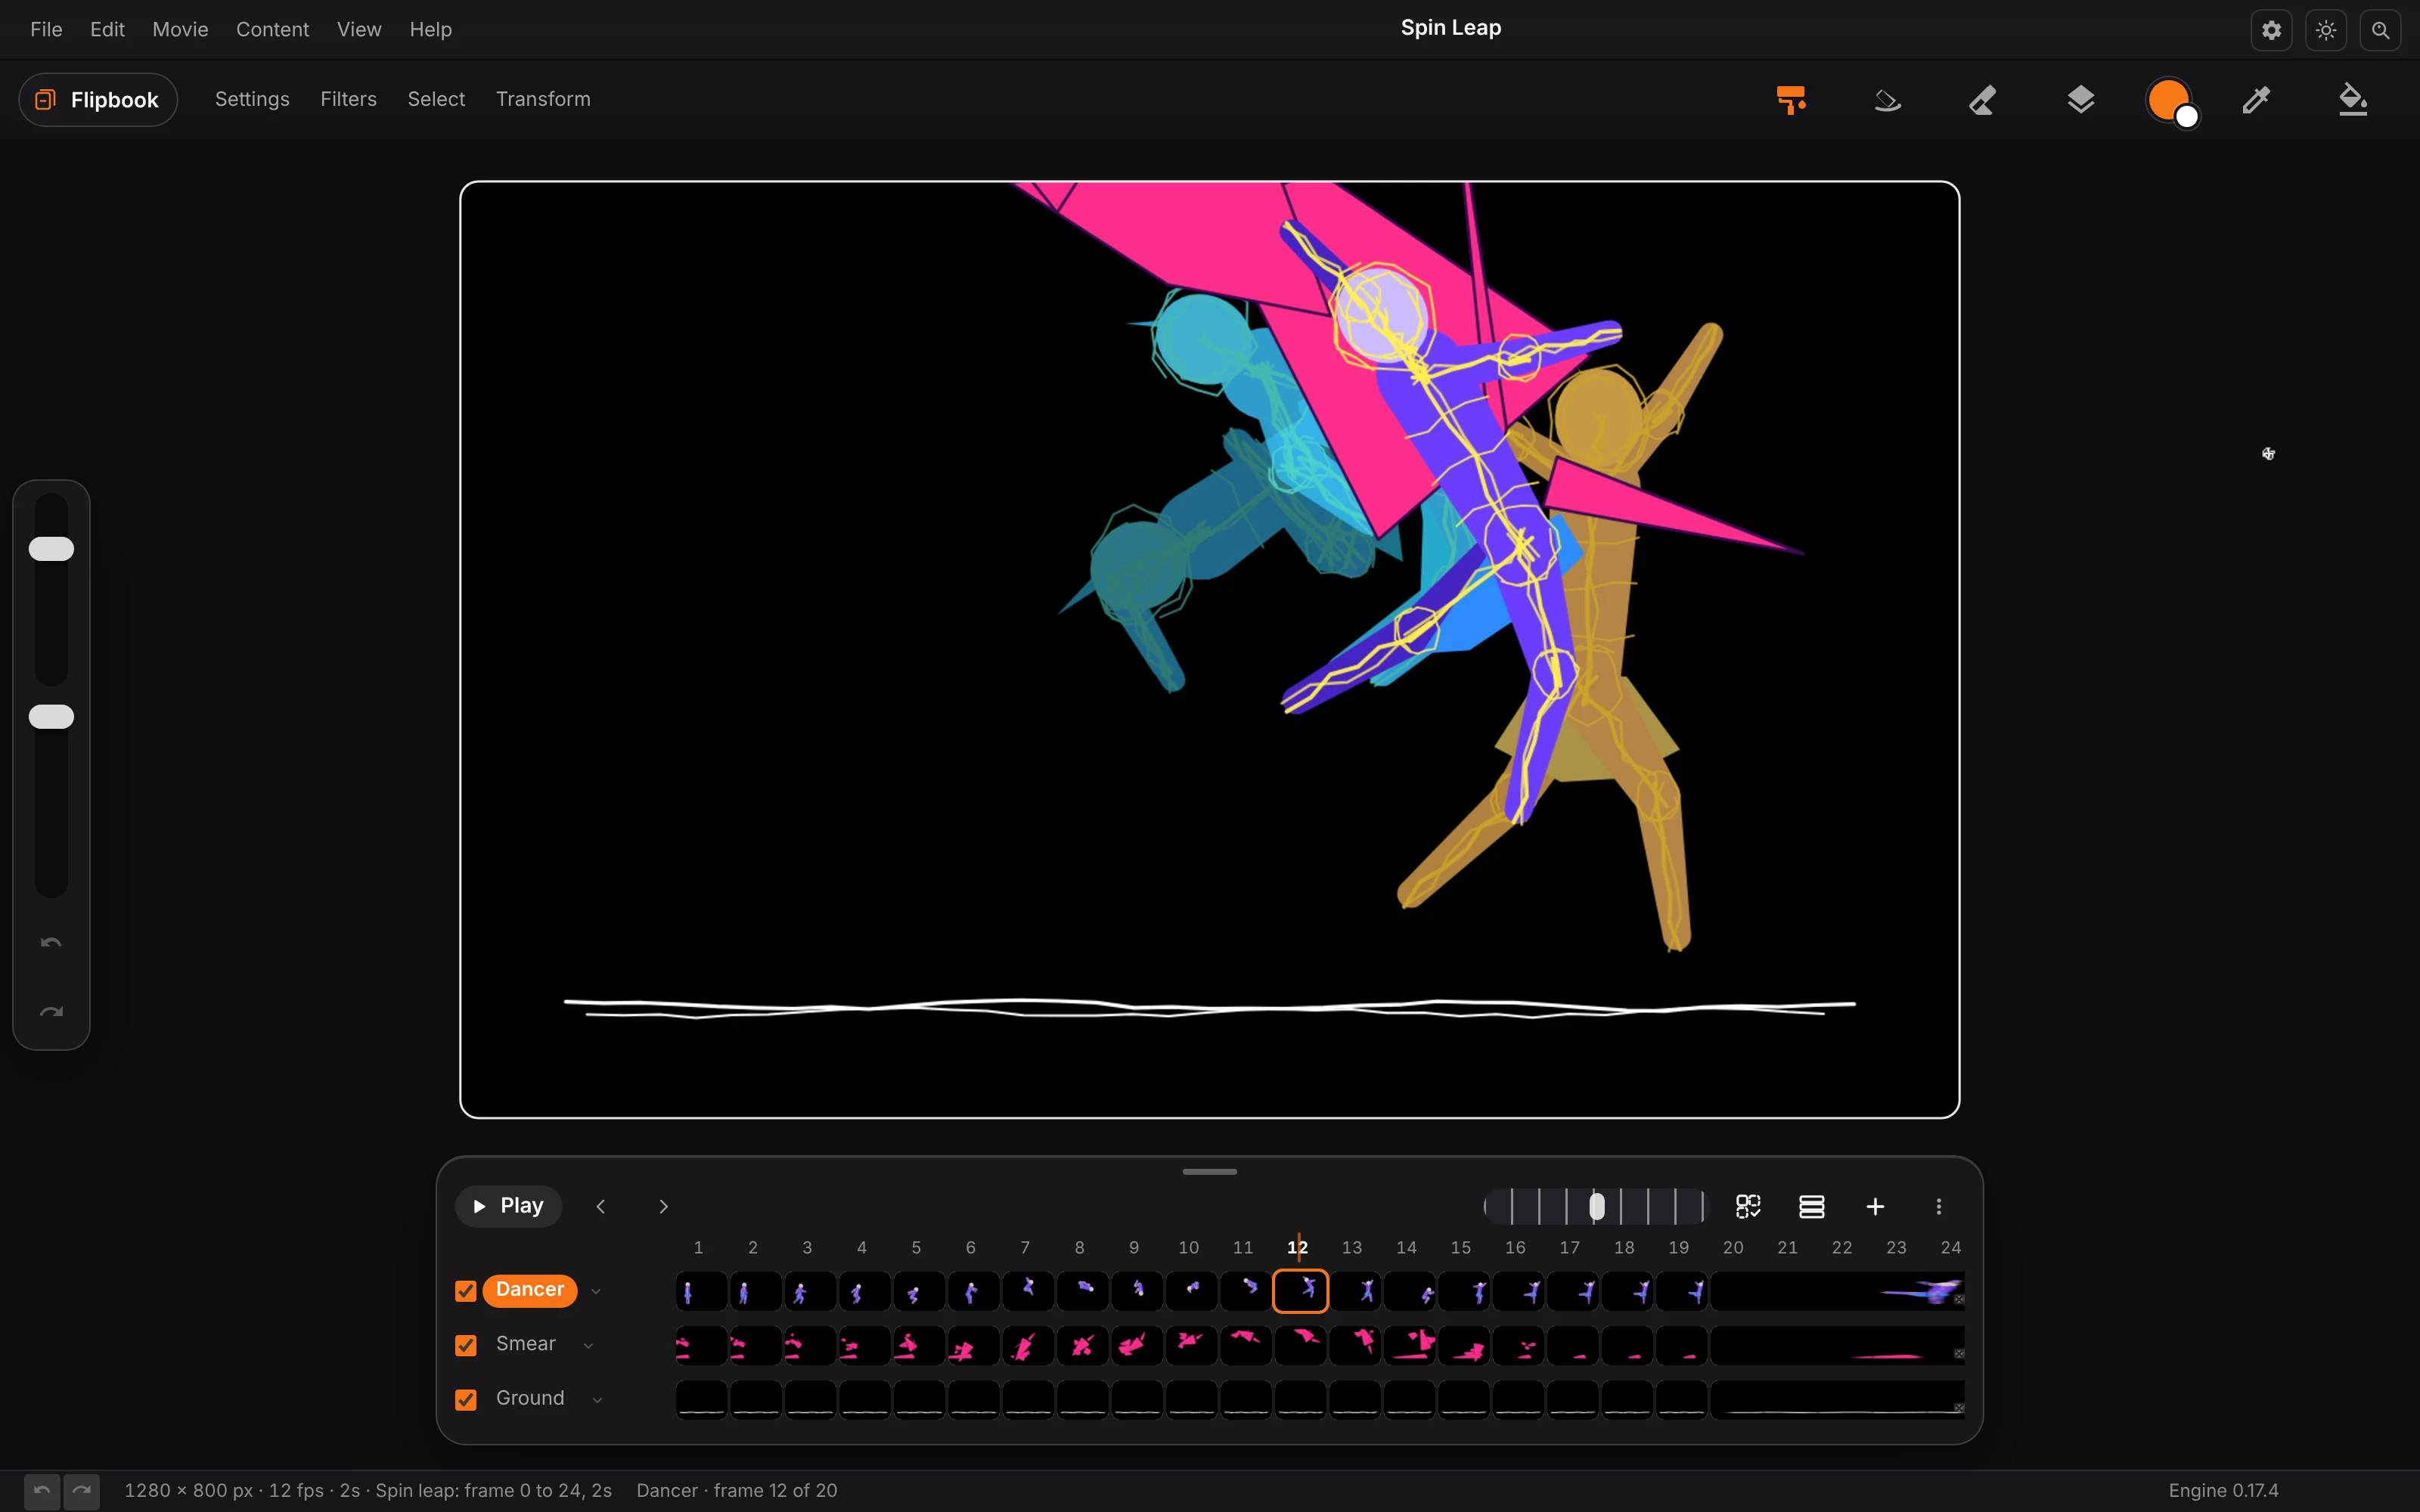 File Edit Movie Content View Help Spin Leap
Flipbook Settings Filters Select Transform
Play
1 2 3 4 5 6 7 8 9 10 11 12 13 14 15 16 17 18 19 20 21 22 23 24
Dancer
Smear
Ground
1280 × 800 px · 12 fps · 2s · Spin leap: frame 0 to 24, 2s Dancer · frame 12 of 20 Engine 0.17.4